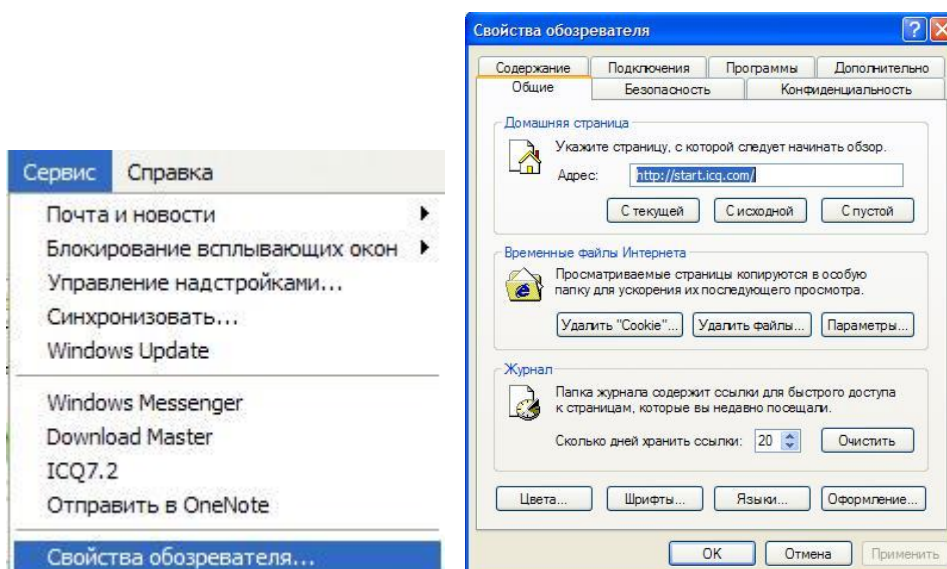 Сервис Справка
Почта и новости
Блокирование всплывающих окон
Управление надстройками...
Синхронизовать...
Windows Update
Windows Messenger
Download Master
ICQ7.2
Отправить в OneNote
Свойства обозревателя...
Свойства обозревателя
Содержание Подключения Программы Дополнительно
Общие Безопасность Конфиденциальность
Домашняя страница
Укажите страницу, с которой следует начинать обзор.
Адрес: http://start.icq.com/
С текущей С исходной С пустой
Временные файлы Интернета
Просматриваемые страницы копируются в особую
папку для ускорения их последующего просмотра.
Удалить "Cookie"... Удалить файлы... Параметры...
Журнал
Папка журнала содержит ссылки для быстрого доступа
к страницам, которые вы недавно посещали.
Сколько дней хранить ссылки: 20 Очистить
Цвета... Шрифты... Языки... Оформление...
OK Отмена Применить